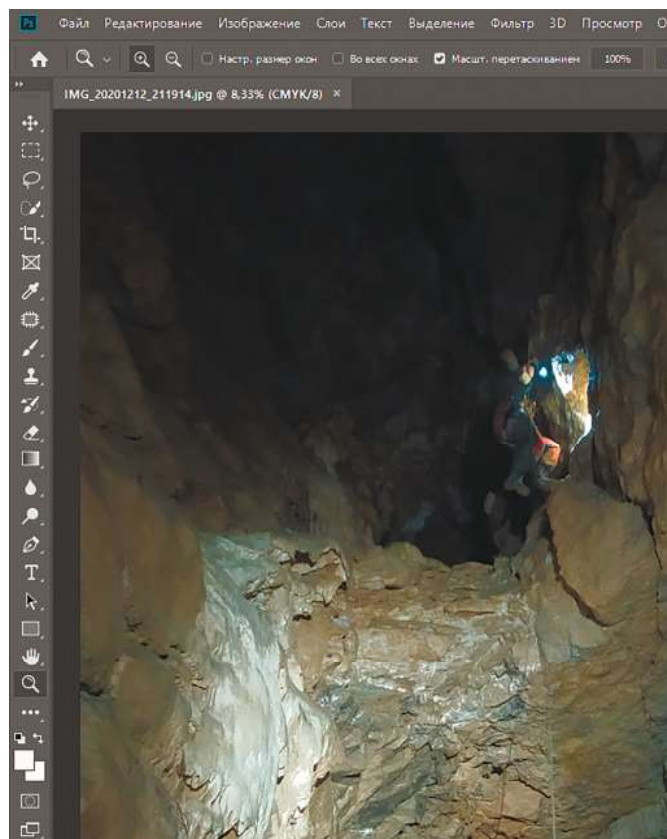 Ps Файл Редактирование Изображение Слои Текст Выделение Фильтр 3D Просмотр О
Настр. размер окон Во всех окнах Масшт. перетаскиванием 100%
IMG_20201212_211914.jpg @ 8,33% (CMYK/8) ×